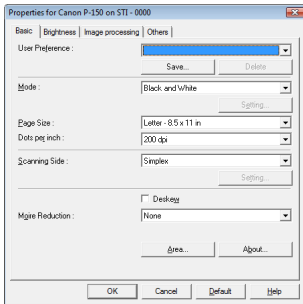 Properties for Canon P-150 on STI - 0000
Basic Brightness Image processing Others
User Preference :
Save... Delete
Mode : Black and White
Setting...
Page Size : Letter - 8.5 x 11 in
Dots per inch : 200 dpi
Scanning Side : Simplex
Setting...
Deskew
Moire Reduction : None
Area... About...
OK Cancel Default Help